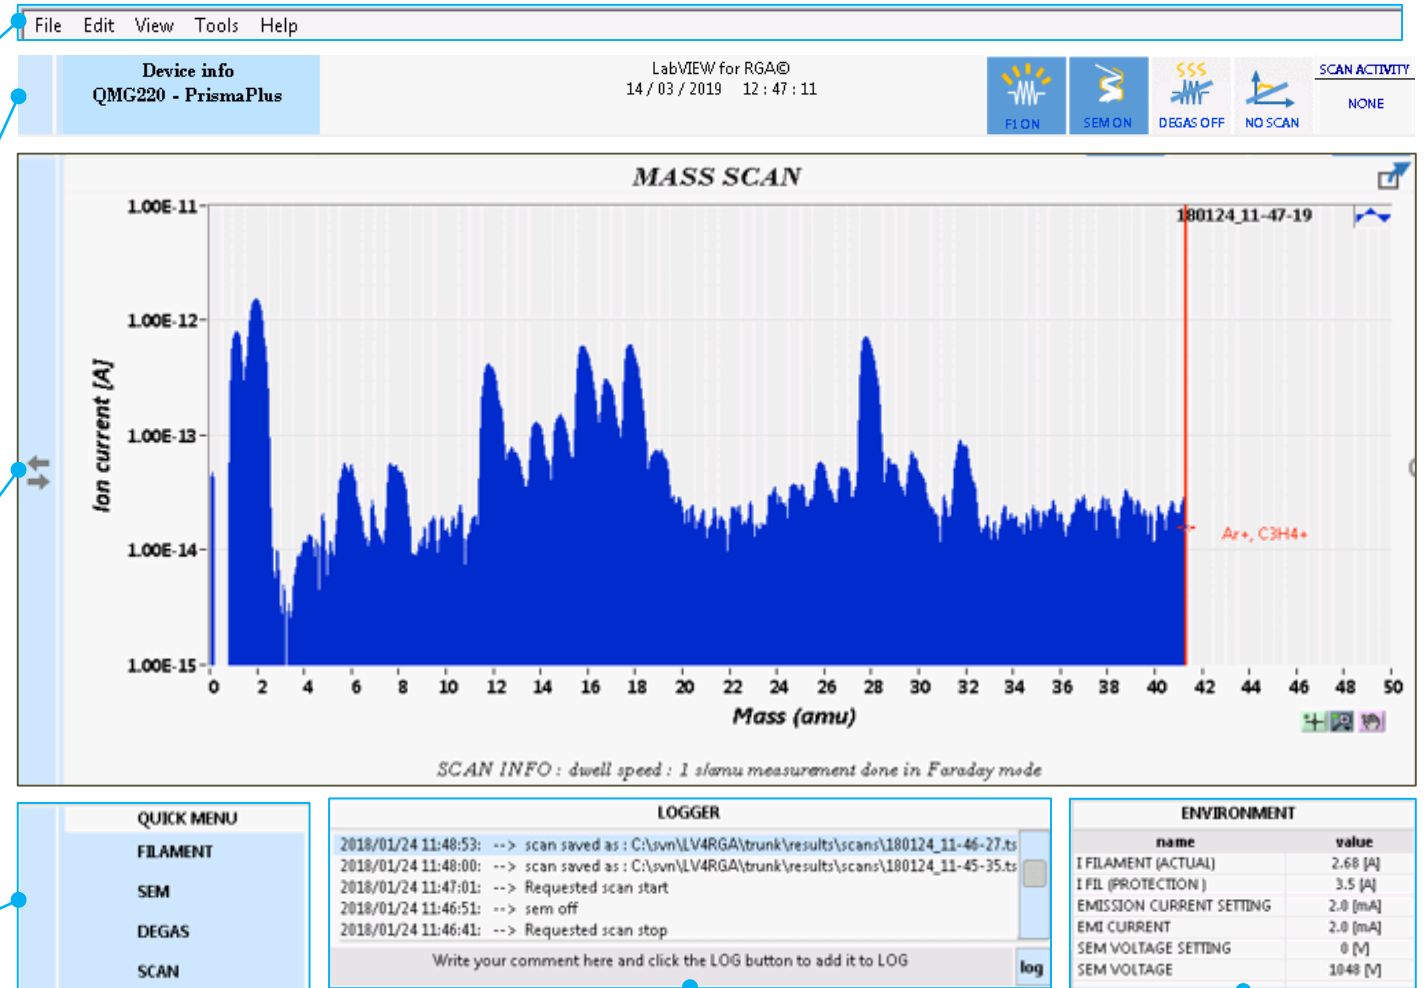 File Edit View Tools Help
Device info
QMG220 - PrismaPlus
LabVIEW for RGA©
14 / 03 / 2019 12 : 47 : 11
F1 ON
SEM ON
DEGAS OFF
NO SCAN
SCAN ACTIVITY
NONE
MASS SCAN
180124_11-47-19
1.00E-11
1.00E-12
1.00E-13
1.00E-14
1.00E-15
Ion current [A]
Ar+, C3H4+
0 2 4 6 8 10 12 14 16 18 20 22 24 26 28 30 32 34 36 38 40 42 44 46 48 50
Mass (amu)
SCAN INFO : dwell speed : 1 s/amu measurement done in Faraday mode
QUICK MENU
FILAMENT
SEM
DEGAS
SCAN
LOGGER
2018/01/24 11:48:53: --> scan saved as : C:\svn\LV4RGA\trunk\results\scans\180124_11-46-27.ts
2018/01/24 11:48:00: --> scan saved as : C:\svn\LV4RGA\trunk\results\scans\180124_11-45-35.ts
2018/01/24 11:47:01: --> Requested scan start
2018/01/24 11:46:51: --> sem off
2018/01/24 11:46:41: --> Requested scan stop
Write your comment here and click the LOG button to add it to LOG
log
ENVIRONMENT
name value
I FILAMENT (ACTUAL) 2.68 [A]
I FIL (PROTECTION ) 3.5 [A]
EMISSION CURRENT SETTING 2.0 [mA]
EMI CURRENT 2.0 [mA]
SEM VOLTAGE SETTING 0 [V]
SEM VOLTAGE 1048 [V]